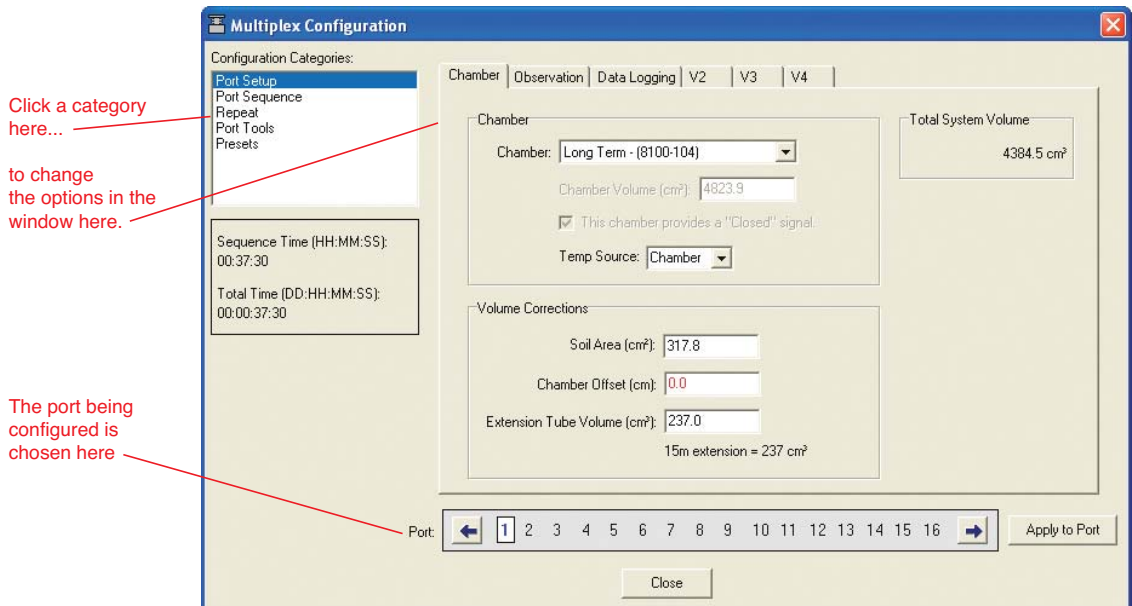 Multiplex Configuration
Configuration Categories:
Port Setup
Port Sequence
Repeat
Port Tools
Presets
Click a category
here...
to change
the options in the
window here.
Sequence Time (HH:MM:SS):
00:37:30
Total Time (DD:HH:MM:SS):
00:00:37:30
The port being
configured is
chosen here
Chamber Observation Data Logging V2 V3 V4
Chamber
Chamber: Long Term - (8100-104)
Chamber Volume (cm³): 4823.9
This chamber provides a "Closed" signal.
Temp Source: Chamber
Total System Volume
4384.5 cm³
Volume Corrections
Soil Area (cm²): 317.8
Chamber Offset (cm): 0.0
Extension Tube Volume (cm³): 237.0
15m extension = 237 cm³
Port: 1 2 3 4 5 6 7 8 9 10 11 12 13 14 15 16
Apply to Port
Close